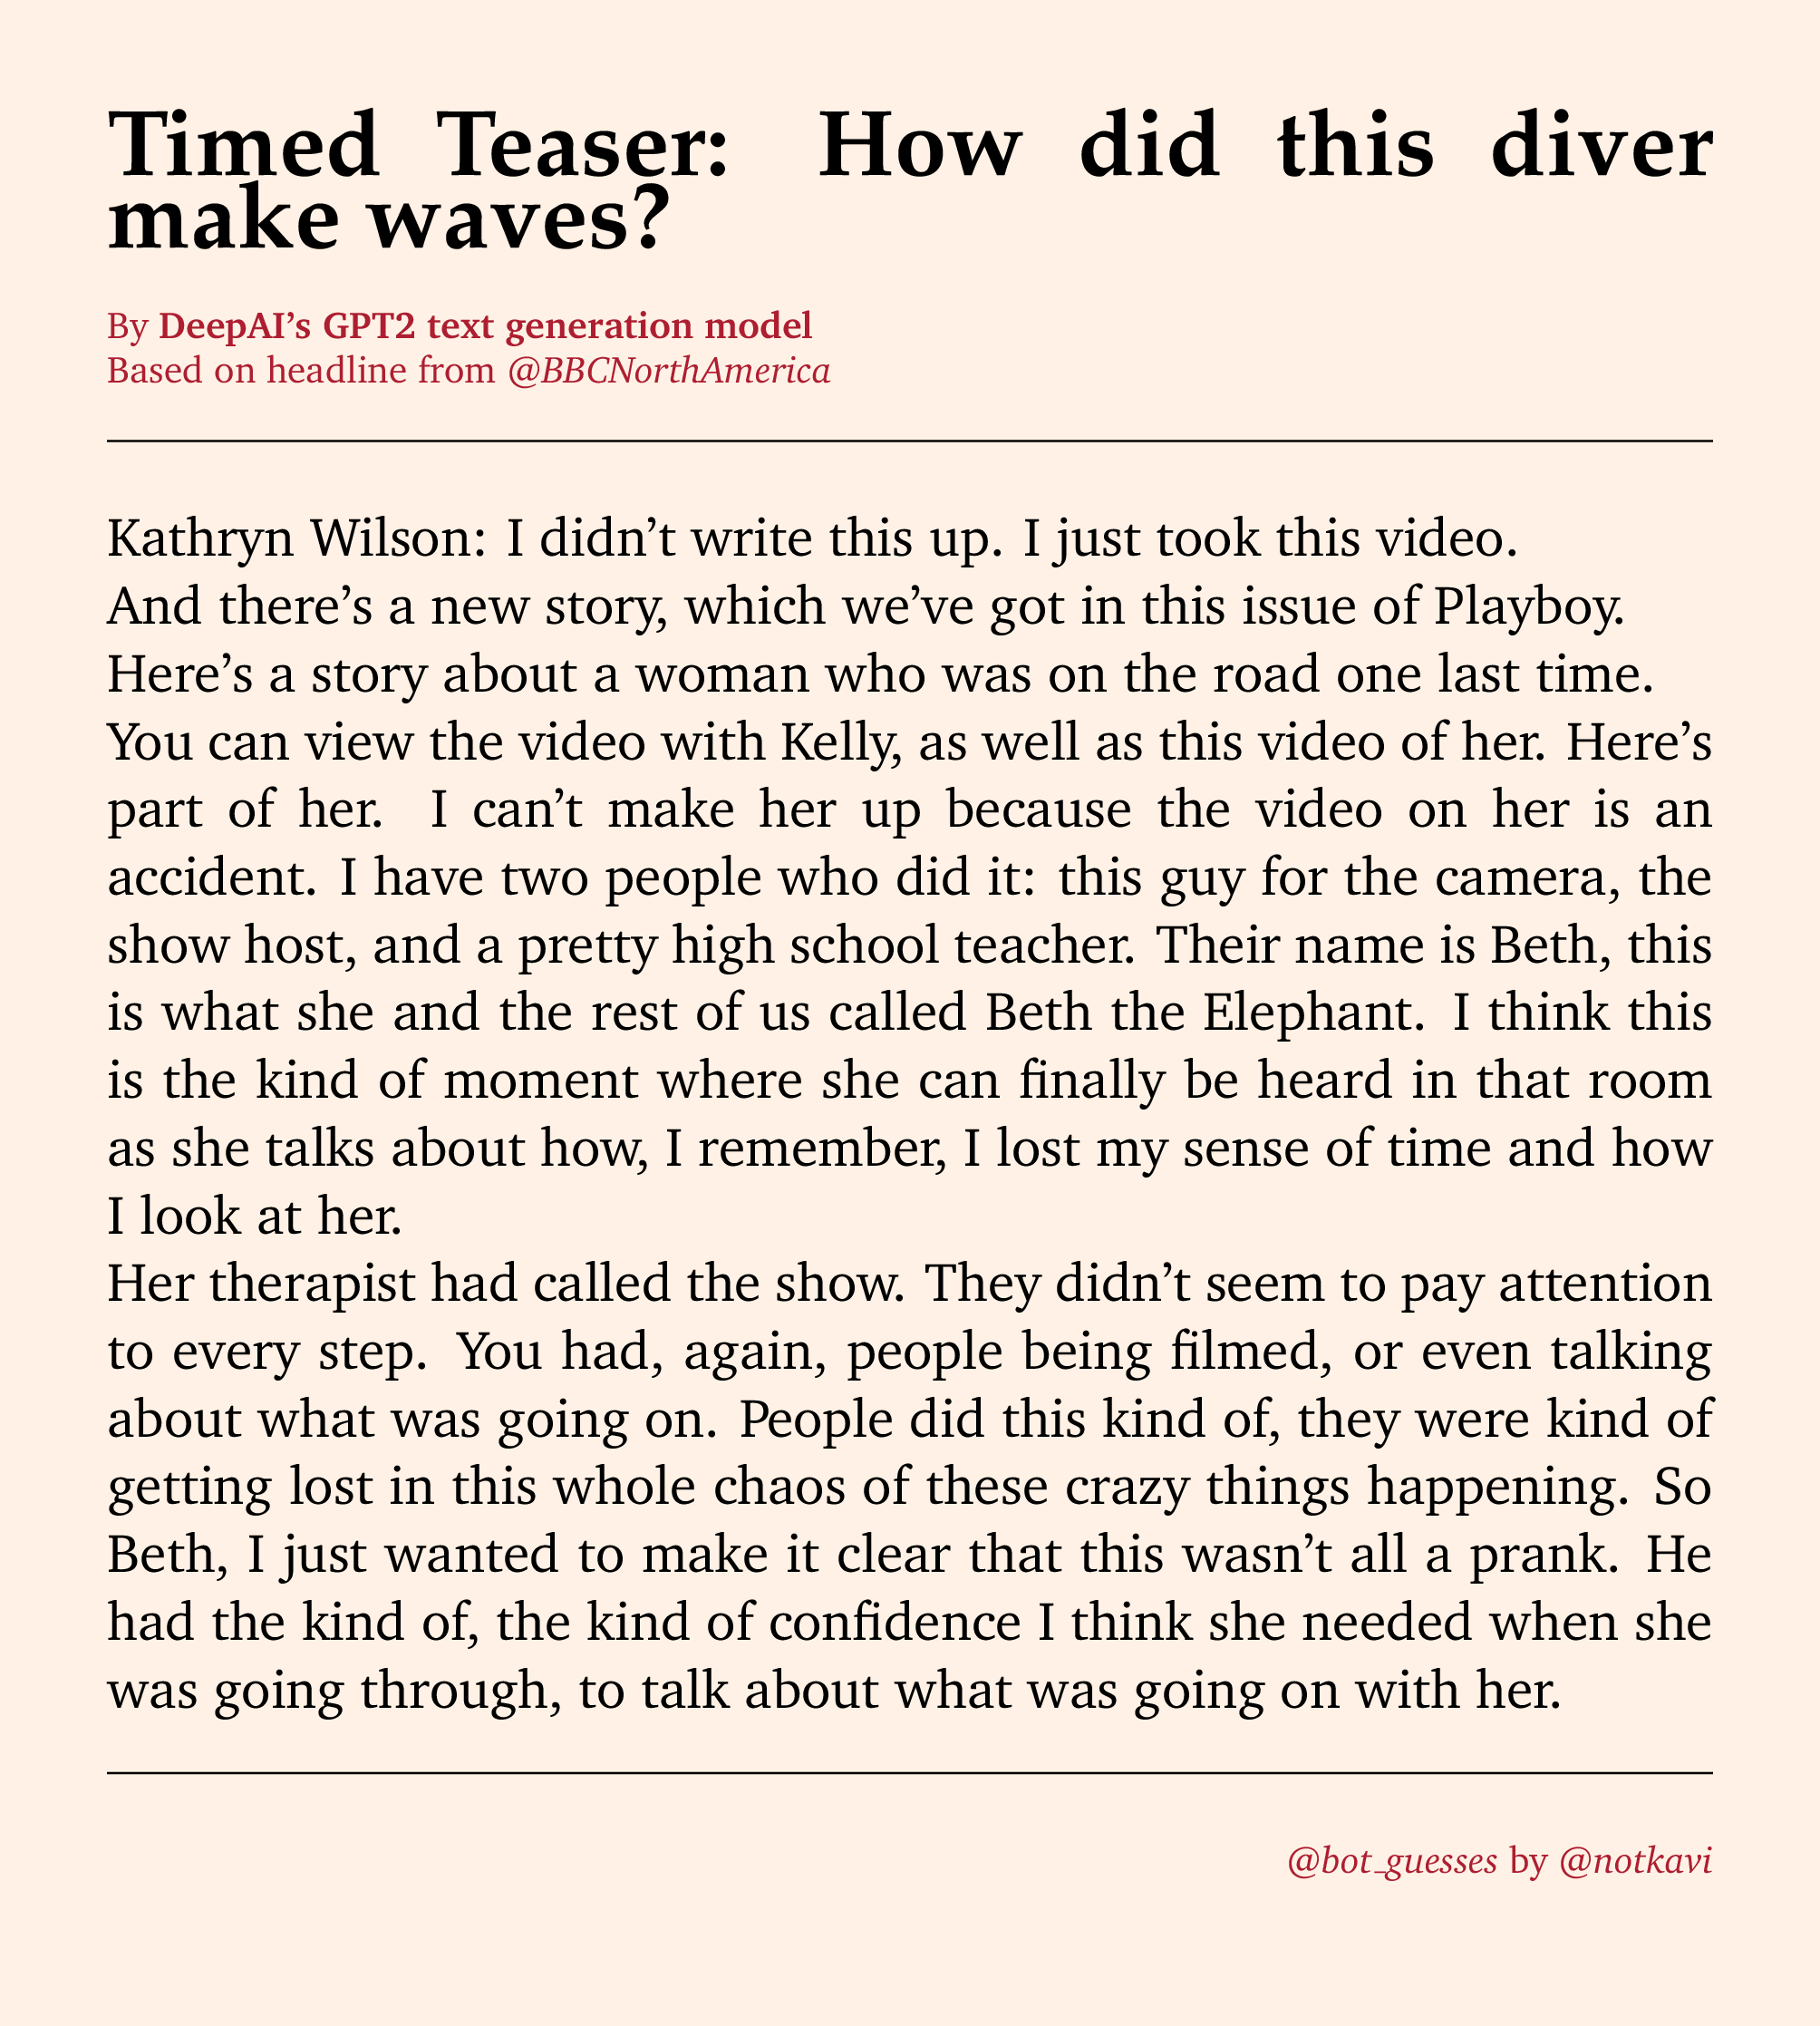 Timed Teaser: How did this diver
make waves?
By DeepAI's GPT2 text generation model
Based on headline from @BBCNorthAmerica
Kathryn Wilson: I didn't write this up. I just took this video.
And there's a new story, which we've got in this issue of Playboy.
Here's a story about a woman who was on the road one last time.
You can view the video with Kelly, as well as this video of her. Here's
part of her. I can't make her up because the video on her is an
accident. I have two people who did it: this guy for the camera, the
show host, and a pretty high school teacher. Their name is Beth, this
is what she and the rest of us called Beth the Elephant. I think this
is the kind of moment where she can finally be heard in that room
as she talks about how, I remember, I lost my sense of time and how
I look at her.
Her therapist had called the show. They didn't seem to pay attention
to every step. You had, again, people being filmed, or even talking
about what was going on. People did this kind of, they were kind of
getting lost in this whole chaos of these crazy things happening. So
Beth, I just wanted to make it clear that this wasn't all a prank. He
had the kind of, the kind of confidence I think she needed when she
was going through, to talk about what was going on with her.
@bot_guesses by @notkavi